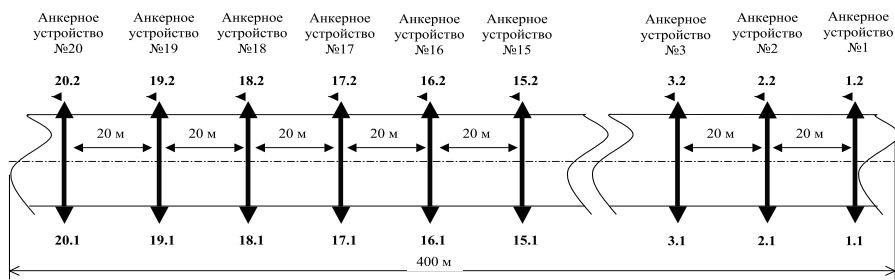 Анкерное
устройство
№20
Анкерное
устройство
№19
Анкерное
устройство
№18
Анкерное
устройство
№17
Анкерное
устройство
№16
Анкерное
устройство
№15
Анкерное
устройство
№3
Анкерное
устройство
№2
Анкерное
устройство
№1
20.2 19.2 18.2 17.2 16.2 15.2 3.2 2.2 1.2
20 м 20 м 20 м 20 м 20 м 20 м 20 м
20.1 19.1 18.1 17.1 16.1 15.1 3.1 2.1 1.1
400 м